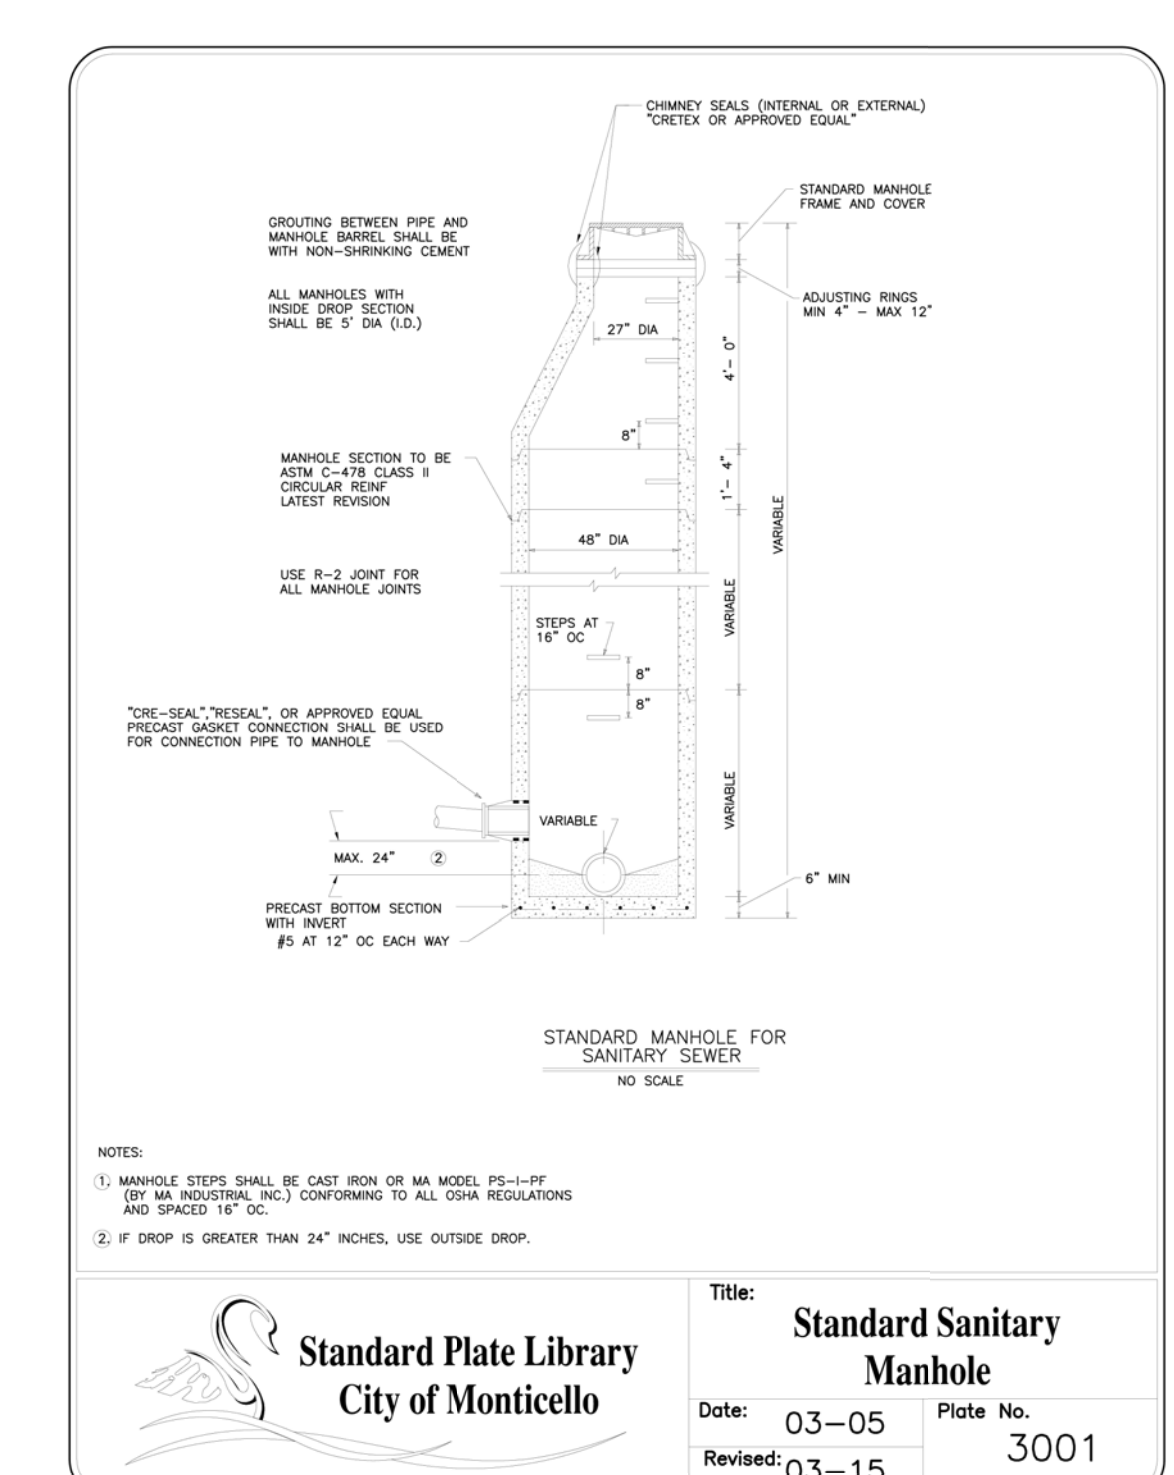 CHIMNEY SEALS (INTERNAL OR EXTERNAL)
"CRETEX OR APPROVED EQUAL"
STANDARD MANHOLE
FRAME AND COVER
GROUTING BETWEEN PIPE AND
MANHOLE BARREL SHALL BE
WITH NON-SHRINKING CEMENT
ALL MANHOLES WITH
INSIDE DROP SECTION
SHALL BE 5' DIA (I.D.)
ADJUSTING RINGS
MIN 4" - MAX 12"
27" DIA
4'- 0"
8"
MANHOLE SECTION TO BE
ASTM C-478 CLASS II
CIRCULAR REINF
LATEST REVISION
1'- 4"
VARIABLE
48" DIA
USE R-2 JOINT FOR
ALL MANHOLE JOINTS
VARIABLE
STEPS AT
16" OC
8"
8"
"CRE-SEAL","RESEAL", OR APPROVED EQUAL
PRECAST GASKET CONNECTION SHALL BE USED
FOR CONNECTION PIPE TO MANHOLE
VARIABLE
VARIABLE
MAX. 24" 2
6" MIN
PRECAST BOTTOM SECTION
WITH INVERT
#5 AT 12" OC EACH WAY
STANDARD MANHOLE FOR
SANITARY SEWER
NO SCALE
NOTES:
1. MANHOLE STEPS SHALL BE CAST IRON OR MA MODEL PS-I-PF
(BY MA INDUSTRIAL INC.) CONFORMING TO ALL OSHA REGULATIONS
AND SPACED 16" OC.
2. IF DROP IS GREATER THAN 24" INCHES, USE OUTSIDE DROP.
Standard Plate Library
City of Monticello
Title:
Standard Sanitary
Manhole
Date: 03-05
Plate No.
3001
Revised: 03-15